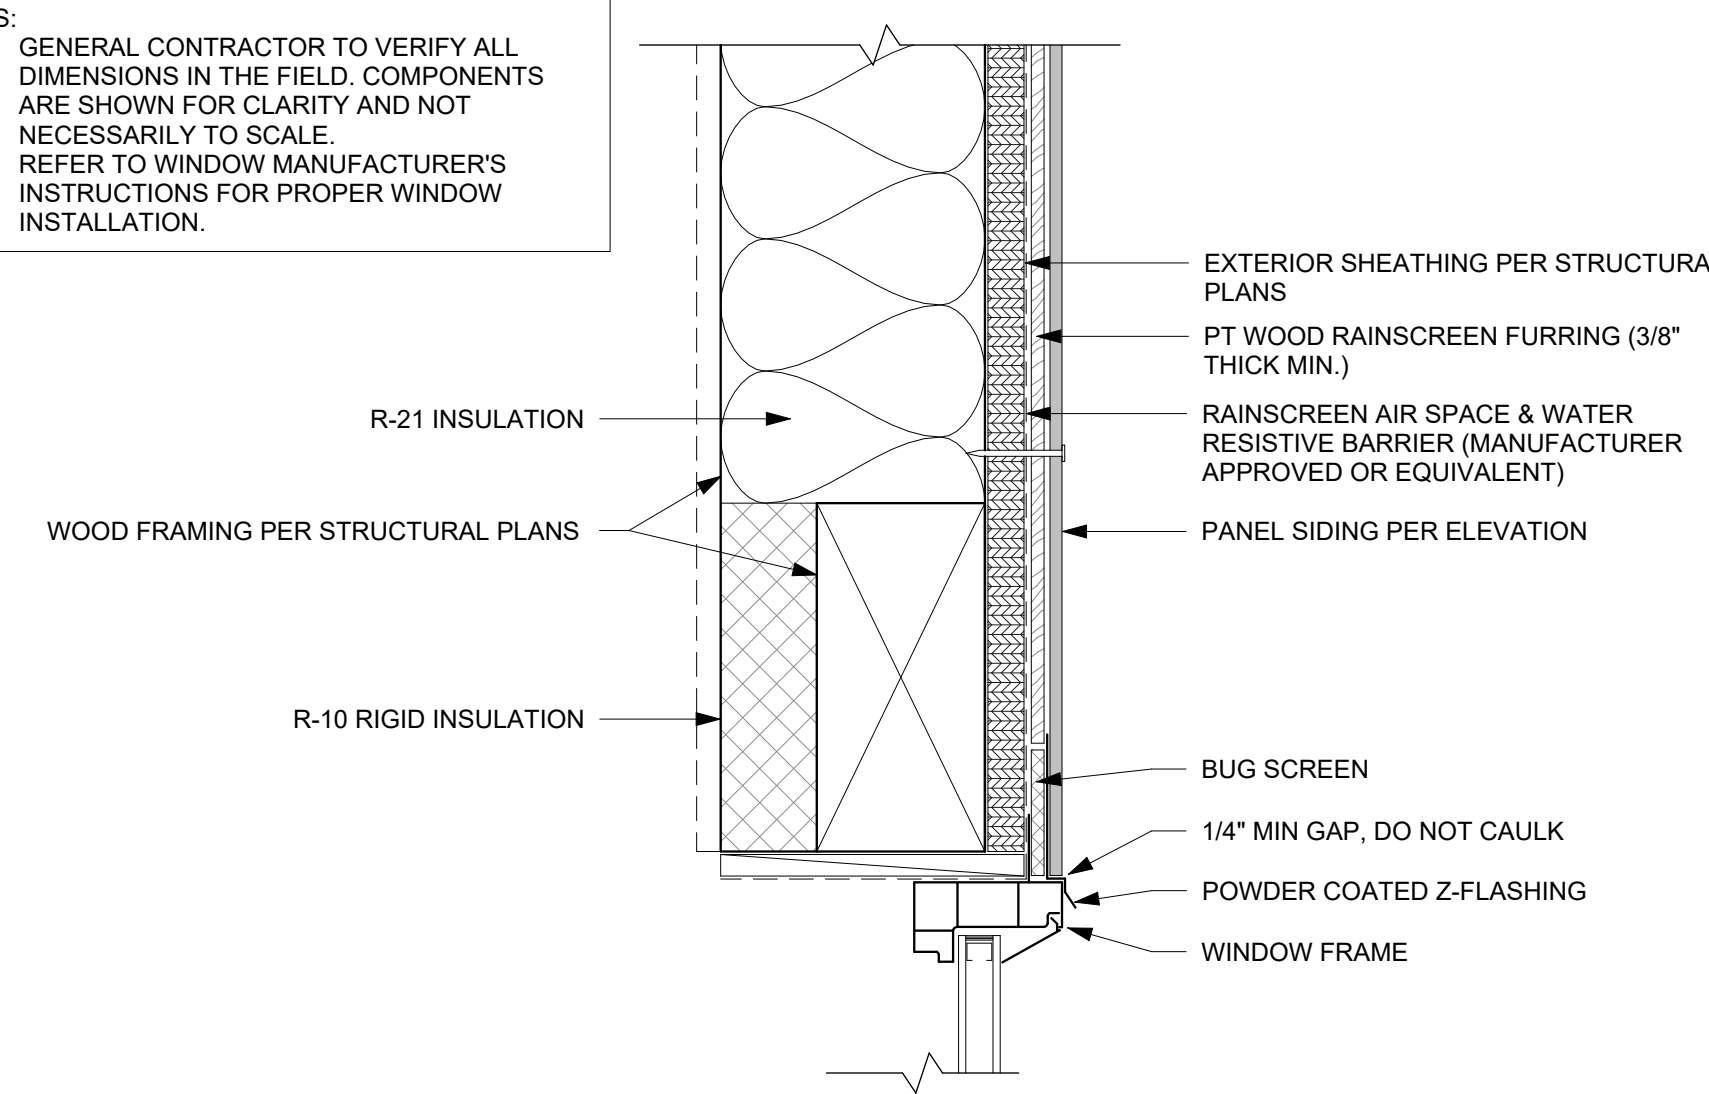 GENERAL CONTRACTOR TO VERIFY ALL
DIMENSIONS IN THE FIELD. COMPONENTS
ARE SHOWN FOR CLARITY AND NOT
NECESSARILY TO SCALE.
REFER TO WINDOW MANUFACTURER'S
INSTRUCTIONS FOR PROPER WINDOW
INSTALLATION.
EXTERIOR SHEATHING PER STRUCTURA
PLANS
PT WOOD RAINSCREEN FURRING (3/8"
THICK MIN.)
R-21 INSULATION
RAINSCREEN AIR SPACE & WATER
RESISTIVE BARRIER (MANUFACTURER
APPROVED OR EQUIVALENT)
WOOD FRAMING PER STRUCTURAL PLANS
PANEL SIDING PER ELEVATION
R-10 RIGID INSULATION
BUG SCREEN
1/4" MIN GAP, DO NOT CAULK
POWDER COATED Z-FLASHING
WINDOW FRAME